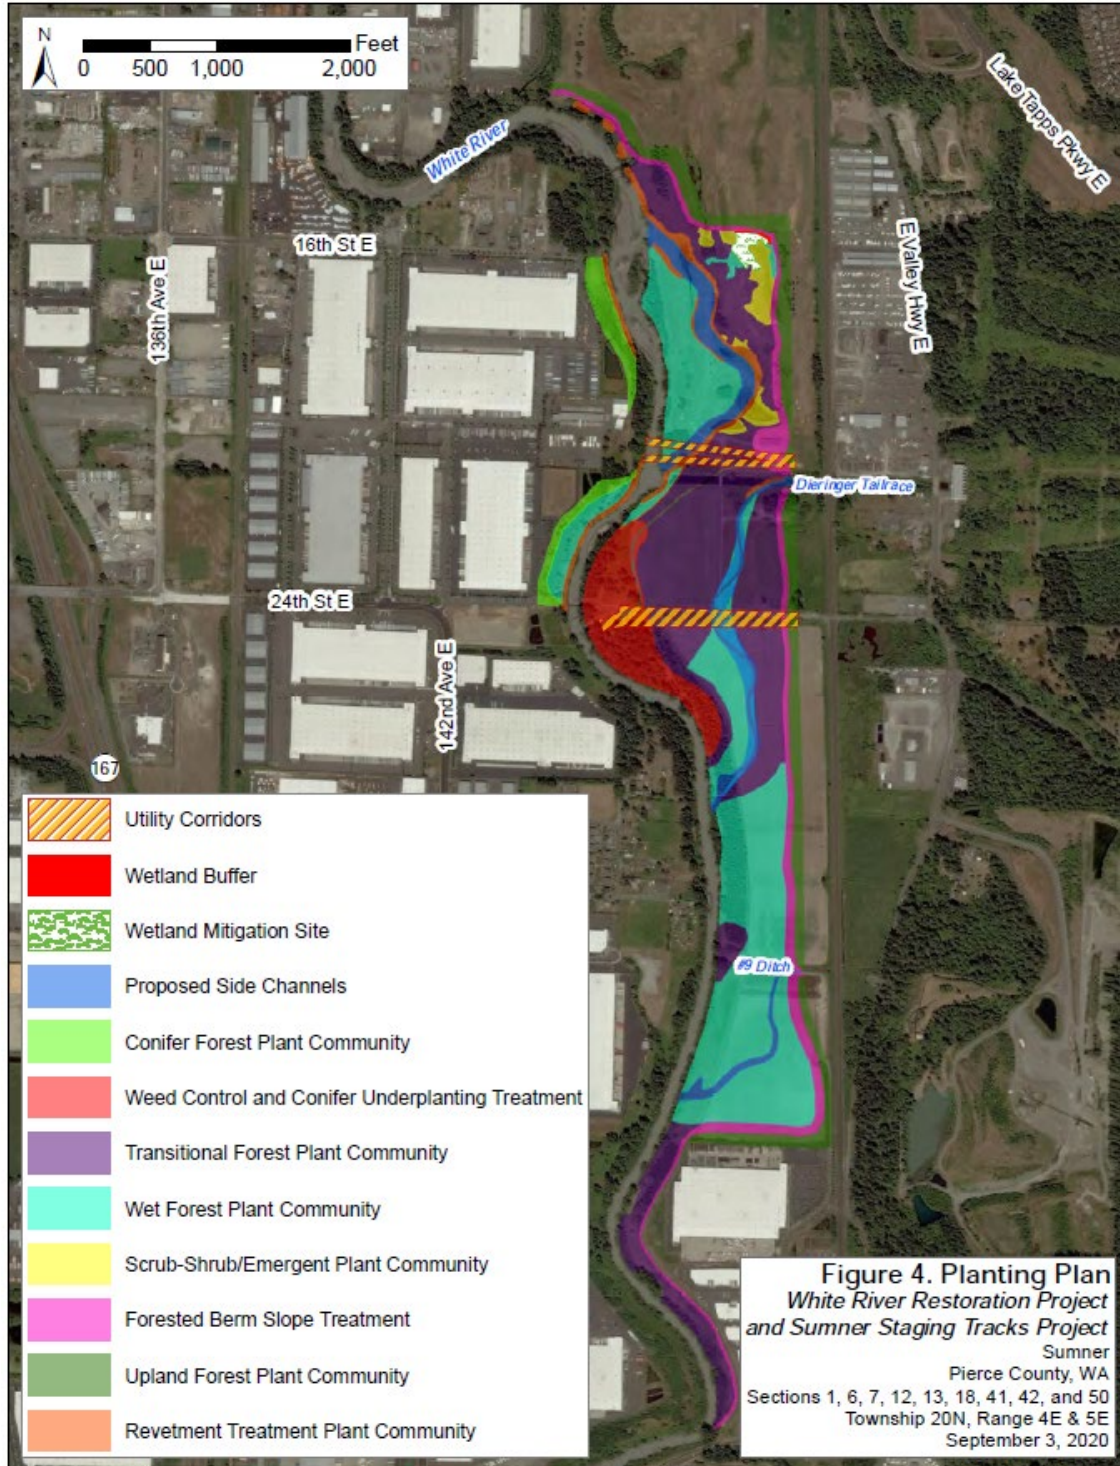 N
Feet
0 500 1,000 2,000
Lake Tapps Pkwy E
White River
E Valley Hwy E
16th St E
136th Ave E
Dieringer Tailrace
24th St E
142nd Ave E
167
#9 Ditch
Utility Corridors
Wetland Buffer
Wetland Mitigation Site
Proposed Side Channels
Conifer Forest Plant Community
Weed Control and Conifer Underplanting Treatment
Transitional Forest Plant Community
Wet Forest Plant Community
Scrub-Shrub/Emergent Plant Community
Forested Berm Slope Treatment
Upland Forest Plant Community
Revetment Treatment Plant Community
Figure 4. Planting Plan
White River Restoration Project
and Sumner Staging Tracks Project
Sumner
Pierce County, WA
Sections 1, 6, 7, 12, 13, 18, 41, 42, and 50
Township 20N, Range 4E & 5E
September 3, 2020